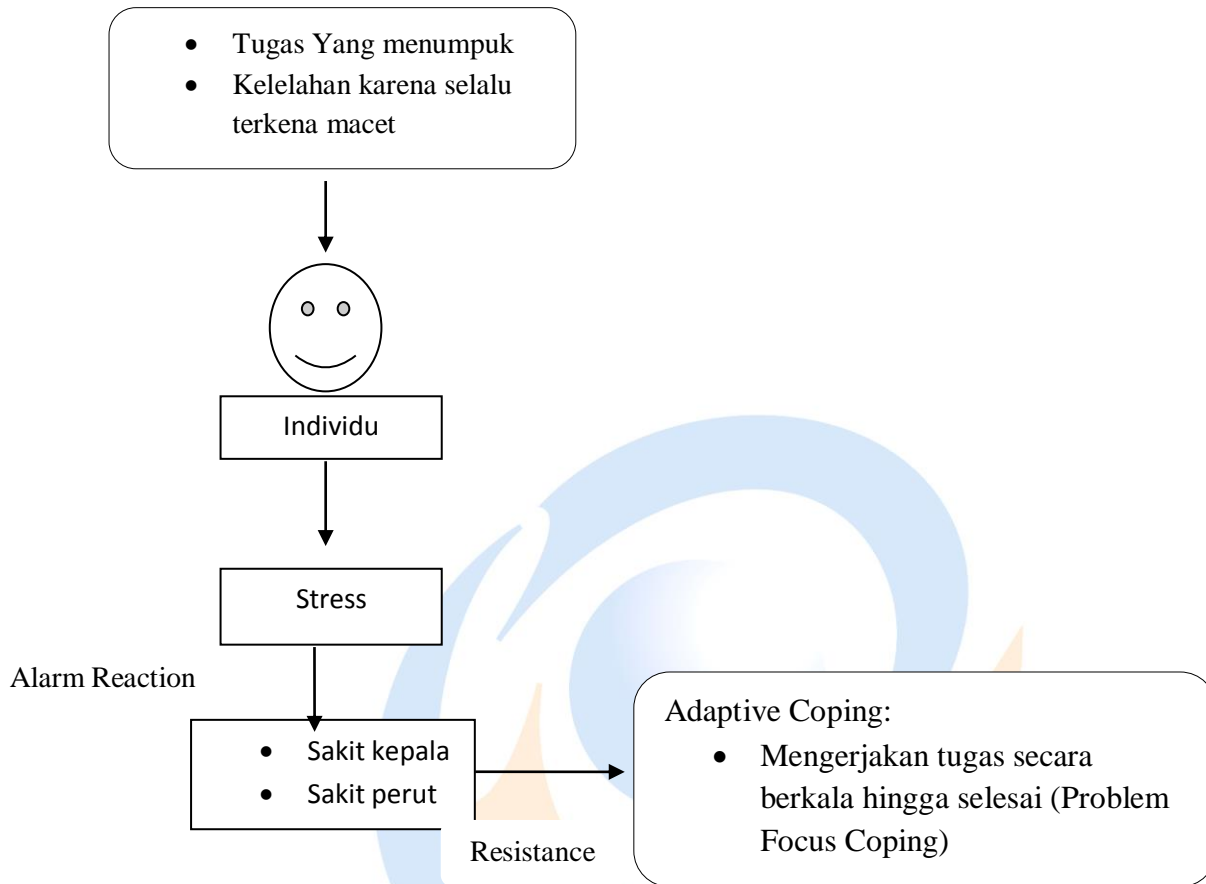 • Tugas Yang menumpuk
• Kelelahan karena selalu
terkena macet
Individu
Stress
Alarm Reaction
• Sakit kepala
• Sakit perut
Resistance
Adaptive Coping:
• Mengerjakan tugas secara
berkala hingga selesai (Problem
Focus Coping)